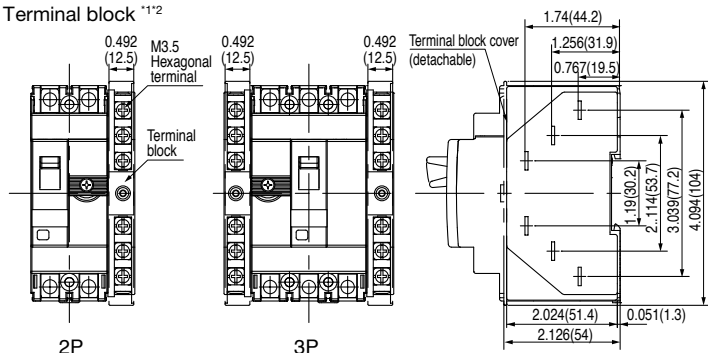 Terminal block *1*2
0.492
(12.5)
M3.5
Hexagonal
terminal
Terminal
block
2P
0.492
(12.5)
0.492
(12.5)
3P
Terminal block cover
(detachable)
1.74(44.2)
1.256(31.9)
0.767(19.5)
1.19(30.2)
2..114(53.7)
3.039(77.2)
4.094(104)
2.024(51.4)
0.051(1.3)
2.126(54)